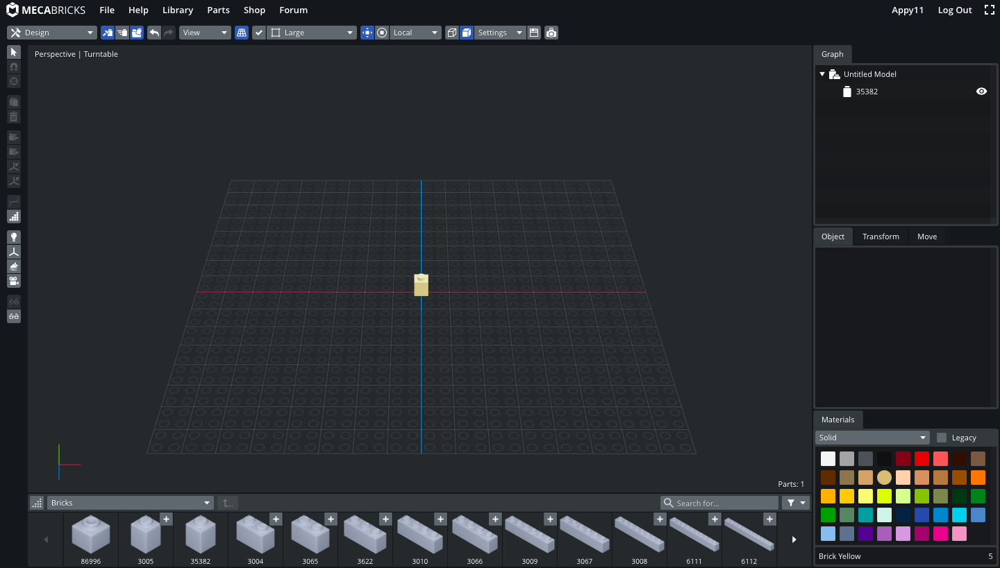 MECABRICKS File Help Library Parts Shop Forum Appy11 Log Out
Design View Large Local Settings
Perspective | Turntable
Graph
Untitled Model
35382
Object Transform Move
Materials
Solid Legacy
Parts: 1
Bricks Search for...
86996 3005 35382 3004 3065 3622 3010 3066 3009 3067 3008 6111 6112
Brick Yellow 5